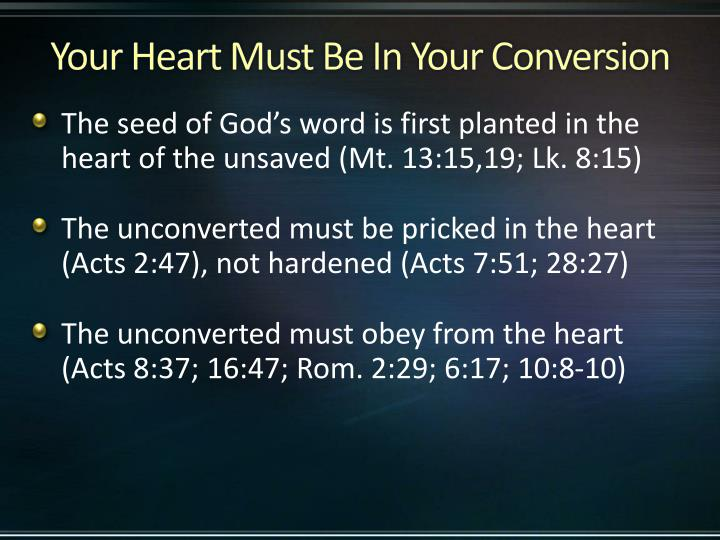 Your Heart Must Be In Your Conversion
The seed of God’s word is first planted in the
heart of the unsaved (Mt. 13:15,19; Lk. 8:15)
The unconverted must be pricked in the heart
(Acts 2:47), not hardened (Acts 7:51; 28:27)
The unconverted must obey from the heart
(Acts 8:37; 16:47; Rom. 2:29; 6:17; 10:8-10)